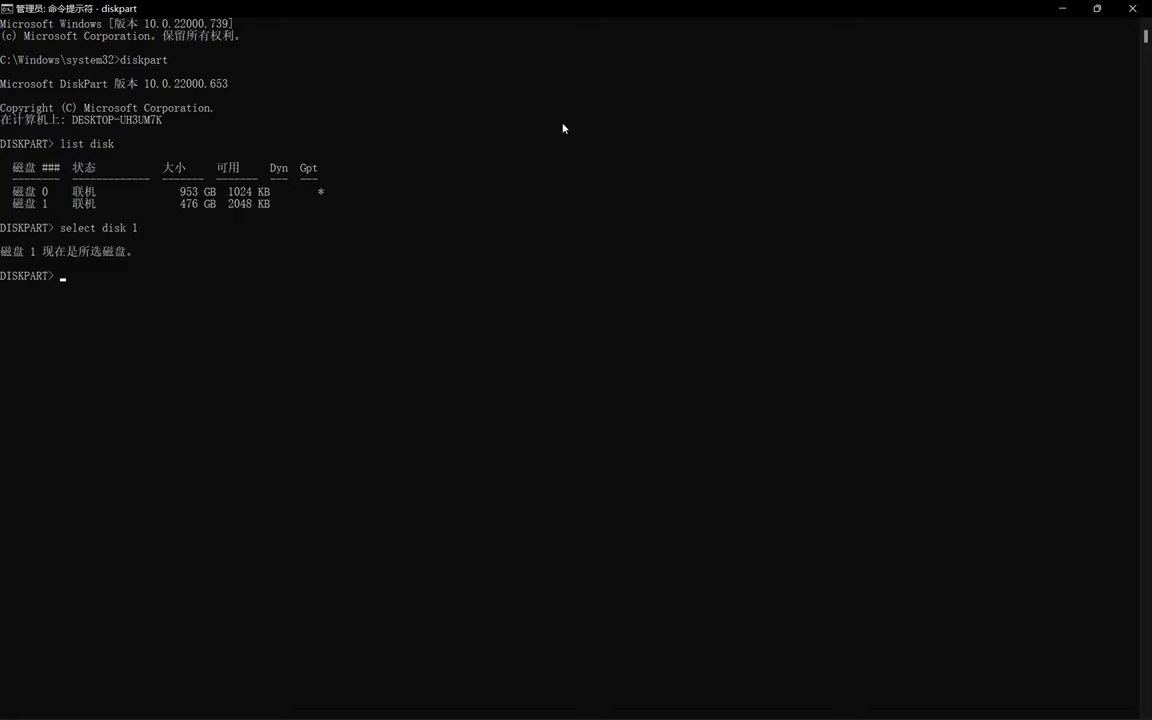 管理员: 命令提示符 - diskpart
Microsoft Windows [版本 10.0.22000.739]
(c) Microsoft Corporation。保留所有权利。
C:\Windows\system32>diskpart
Microsoft DiskPart 版本 10.0.22000.653
Copyright (C) Microsoft Corporation.
在计算机上: DESKTOP-UH3UM7K
DISKPART> list disk
磁盘 ### 状态 大小 可用 Dyn Gpt
-------- ------------- ------- ------- --- ---
磁盘 0 联机 953 GB 1024 KB *
磁盘 1 联机 476 GB 2048 KB
DISKPART> select disk 1
磁盘 1 现在是所选磁盘。
DISKPART>